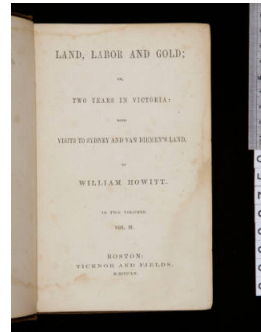 LAND, LABOR AND GOLD;
OR,
TWO YEARS IN VICTORIA:
WITH
VISITS TO SYDNEY AND VAN DIEMEN'S LAND.
BY
WILLIAM HOWITT.
IN TWO VOLUMES.
VOL. II.
BOSTON:
TICKNOR AND FIELDS.